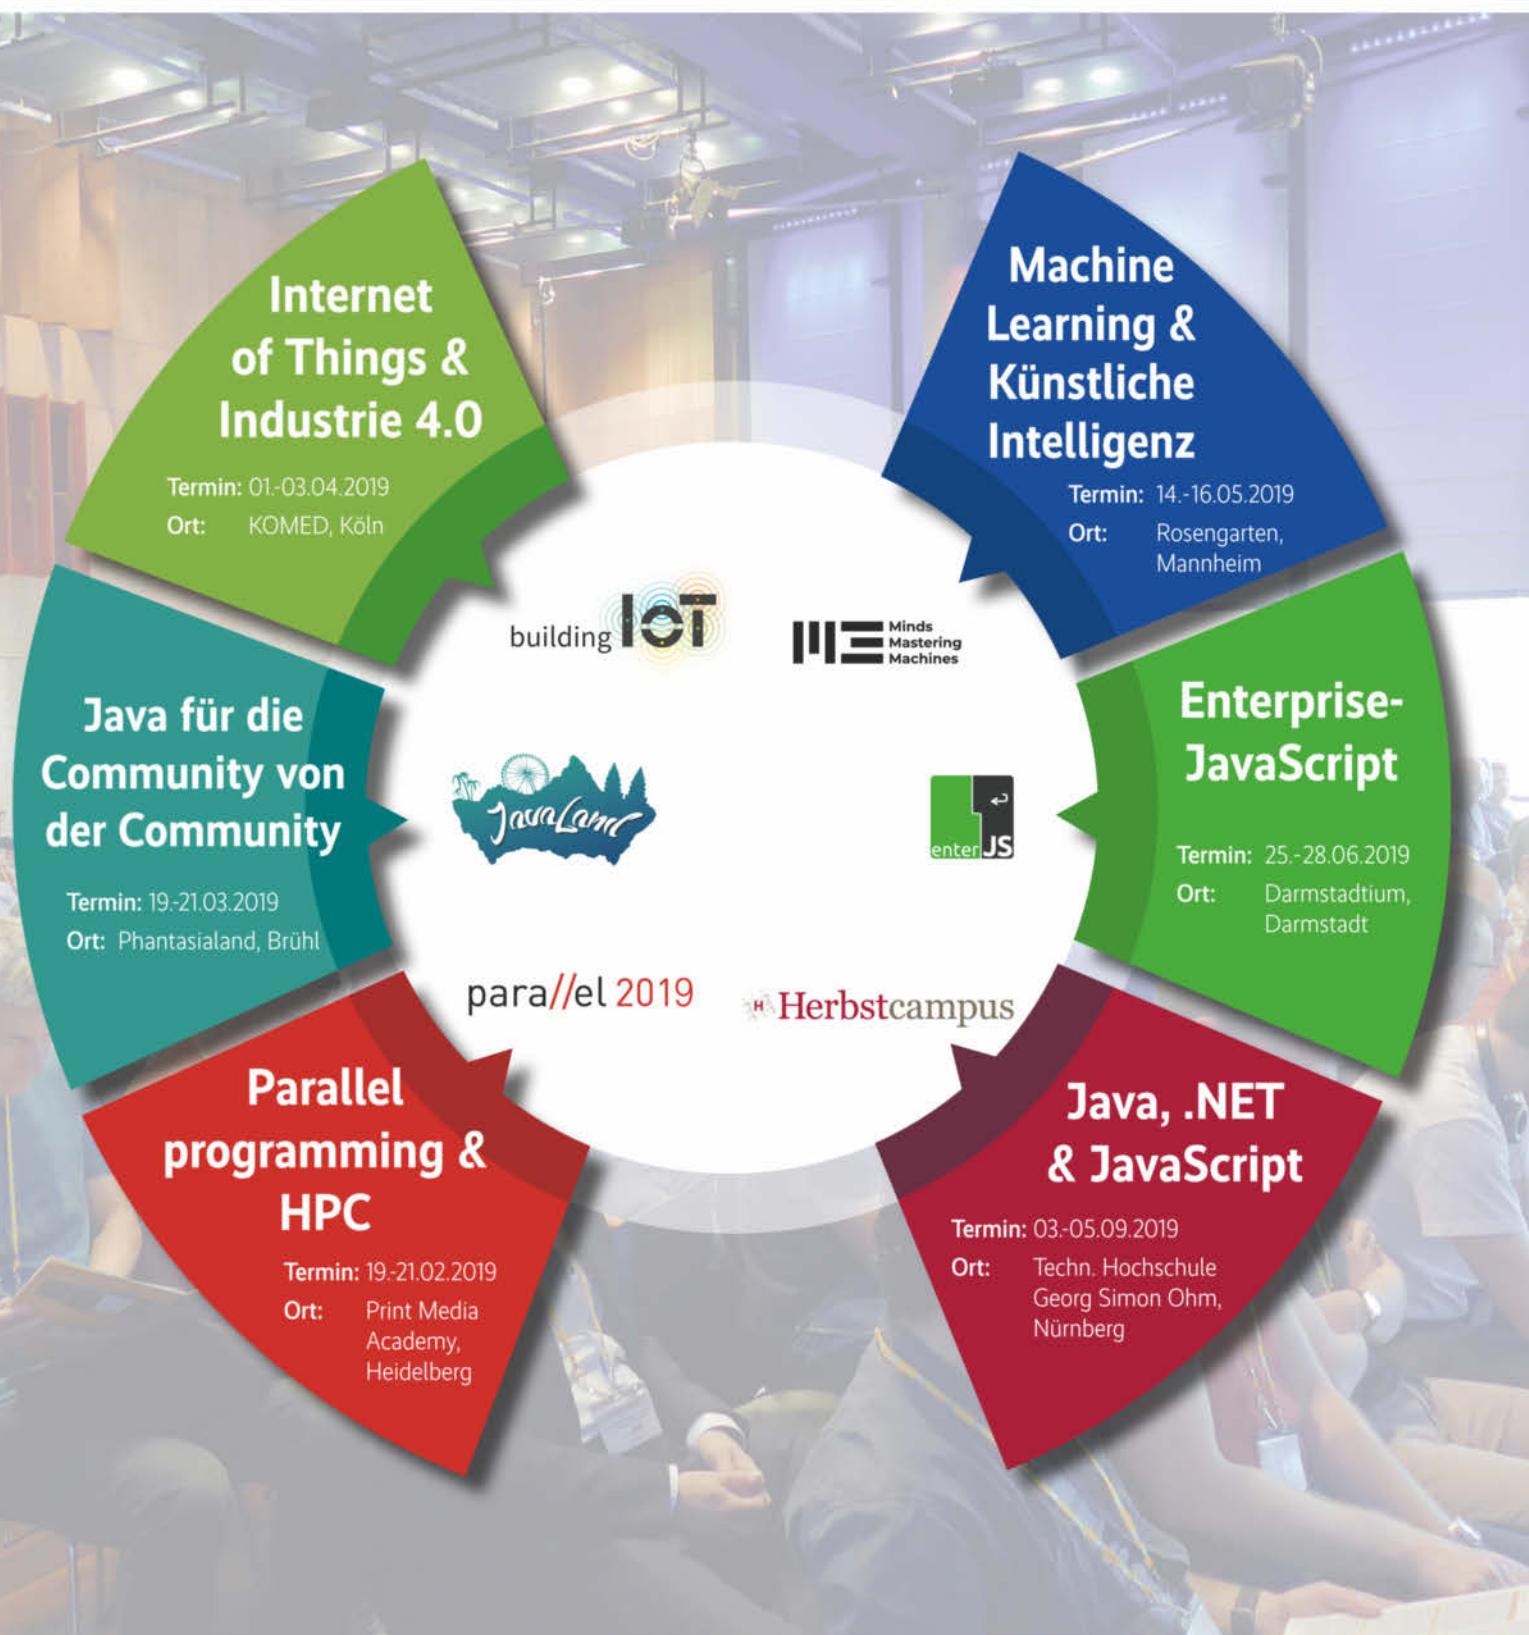 Internet
of Things &
Industrie 4.0
Termin: 01.-03.04.2019
Ort: KOMED, Köln
Machine
Learning &
Künstliche
Intelligenz
Termin: 14.-16.05.2019
Ort: Rosengarten,
Mannheim
building IoT
Minds
Mastering
Machines
Java für die
Community von
der Community
Termin: 19.-21.03.2019
Ort: Phantasialand, Brühl
JavaLand
enter JS
Enterprise-
JavaScript
Termin: 25.-28.06.2019
Ort: Darmstadtium,
Darmstadt
para//el 2019
H Herbstcampus
Parallel
programming &
HPC
Termin: 19.-21.02.2019
Ort: Print Media
Academy,
Heidelberg
Java, .NET
& JavaScript
Termin: 03.-05.09.2019
Ort: Techn. Hochschule
Georg Simon Ohm,
Nürnberg